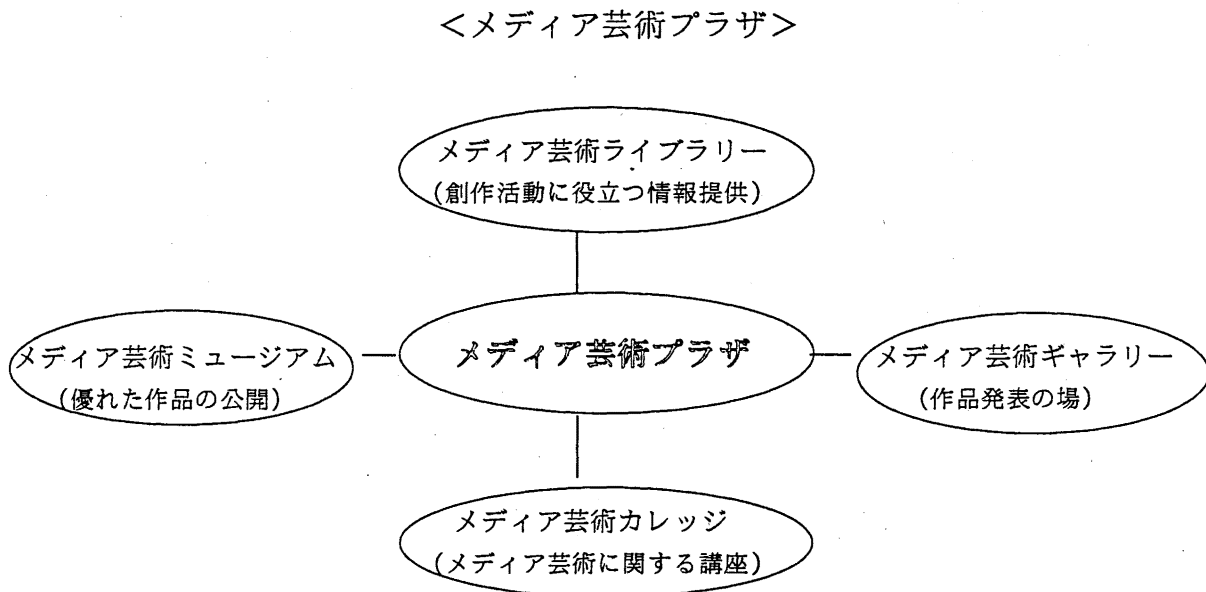 ＜メディア芸術プラザ＞
メディア芸術ライブラリー
(創作活動に役立つ情報提供)
メディア芸術ミュージアム
(優れた作品の公開)
メディア芸術プラザ
メディア芸術ギャラリー
(作品発表の場)
メディア芸術カレッジ
(メディア芸術に関する講座)